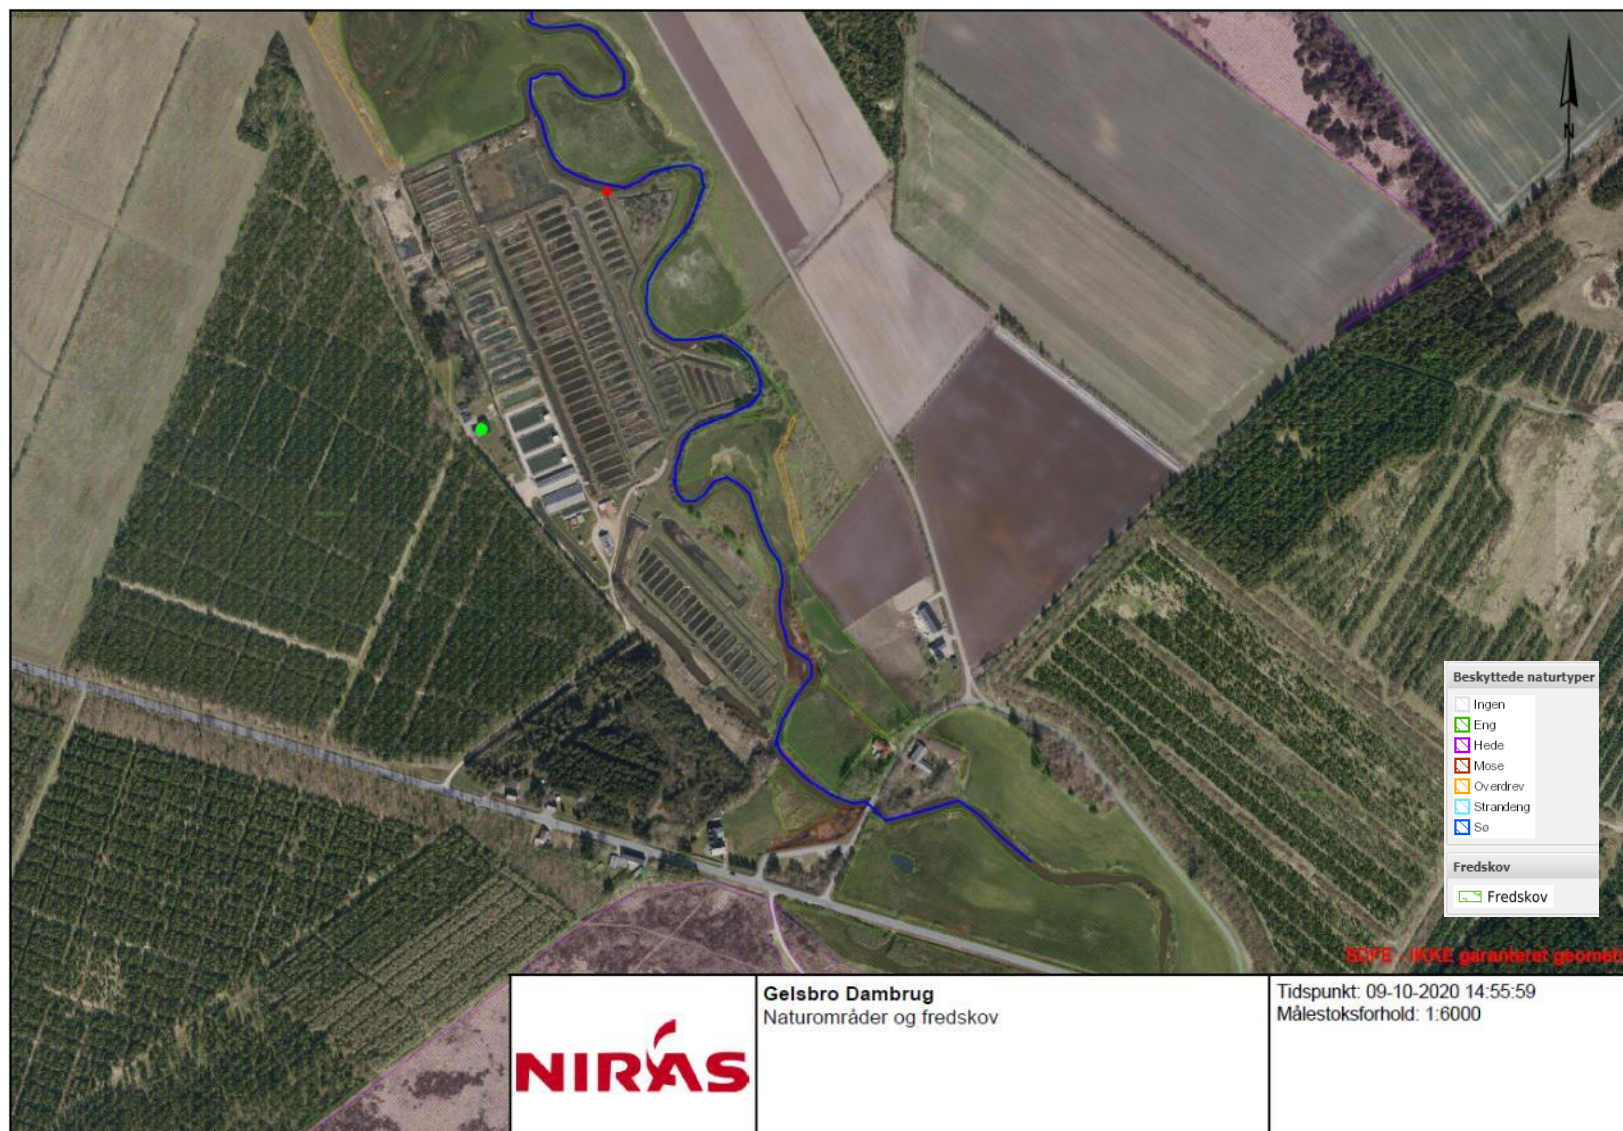 N
Beskyttede naturtyper
Ingen
Eng
Hede
Mose
Overdrev
Strandeng
Sø
Fredskov
Fredskov
SDFE - IKKE garanteret geometr
NIRAS
Gelsbro Dambrug
Naturområder og fredskov
Tidspunkt: 09-10-2020 14:55:59
Målestoksforhold: 1:6000